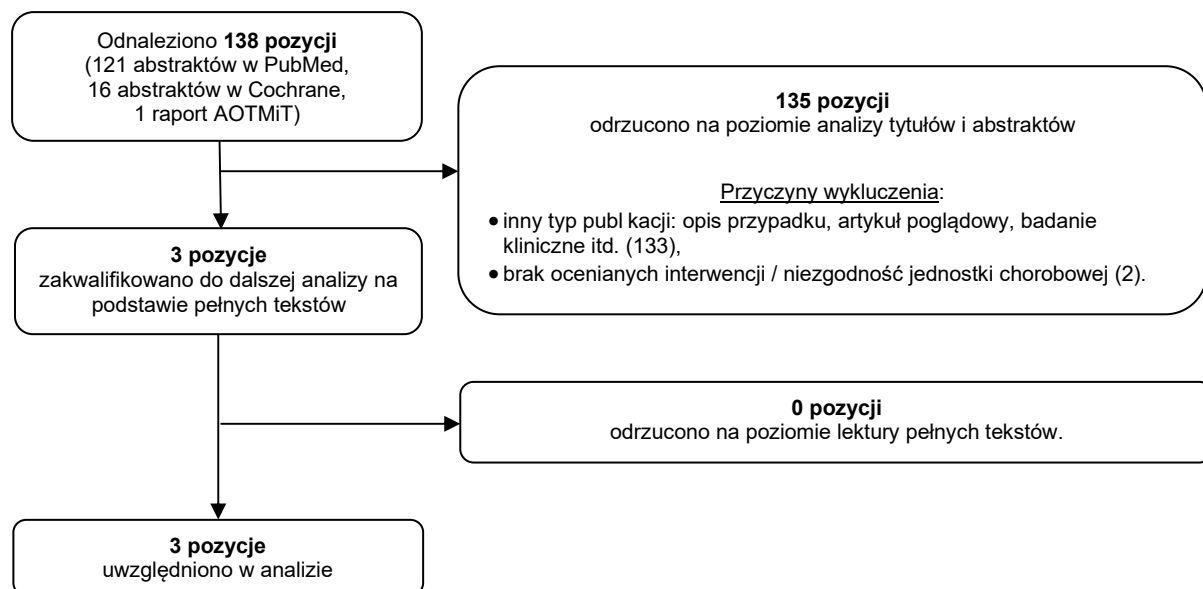 Odnaleziono 138 pozycji
(121 abstraktów w PubMed,
16 abstraktów w Cochrane,
1 raport AOTMiT)
135 pozycji
odrzucono na poziomie analizy tytułów i abstraktów
Przyczyny wykluczenia:
• inny typ publ kacji: opis przypadku, artykuł poglądowy, badanie
kliniczne itd. (133),
• brak ocenianych interwencji / niezgodność jednostki chorobowej (2).
3 pozycje
zakwalifikowano do dalszej analizy na
podstawie pełnych tekstów
0 pozycji
odrzucono na poziomie lektury pełnych tekstów.
3 pozycje
uwzględniono w analizie